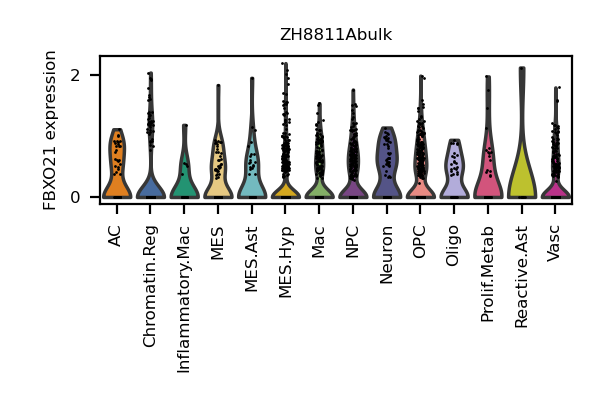 ZH8811Abulk
FBXO21 expression
2
0
AC
Chromatin.Reg
Inflammatory.Mac
MES
MES.Ast
MES.Hyp
Mac
NPC
Neuron
OPC
Oligo
Prolif.Metab
Reactive.Ast
Vasc